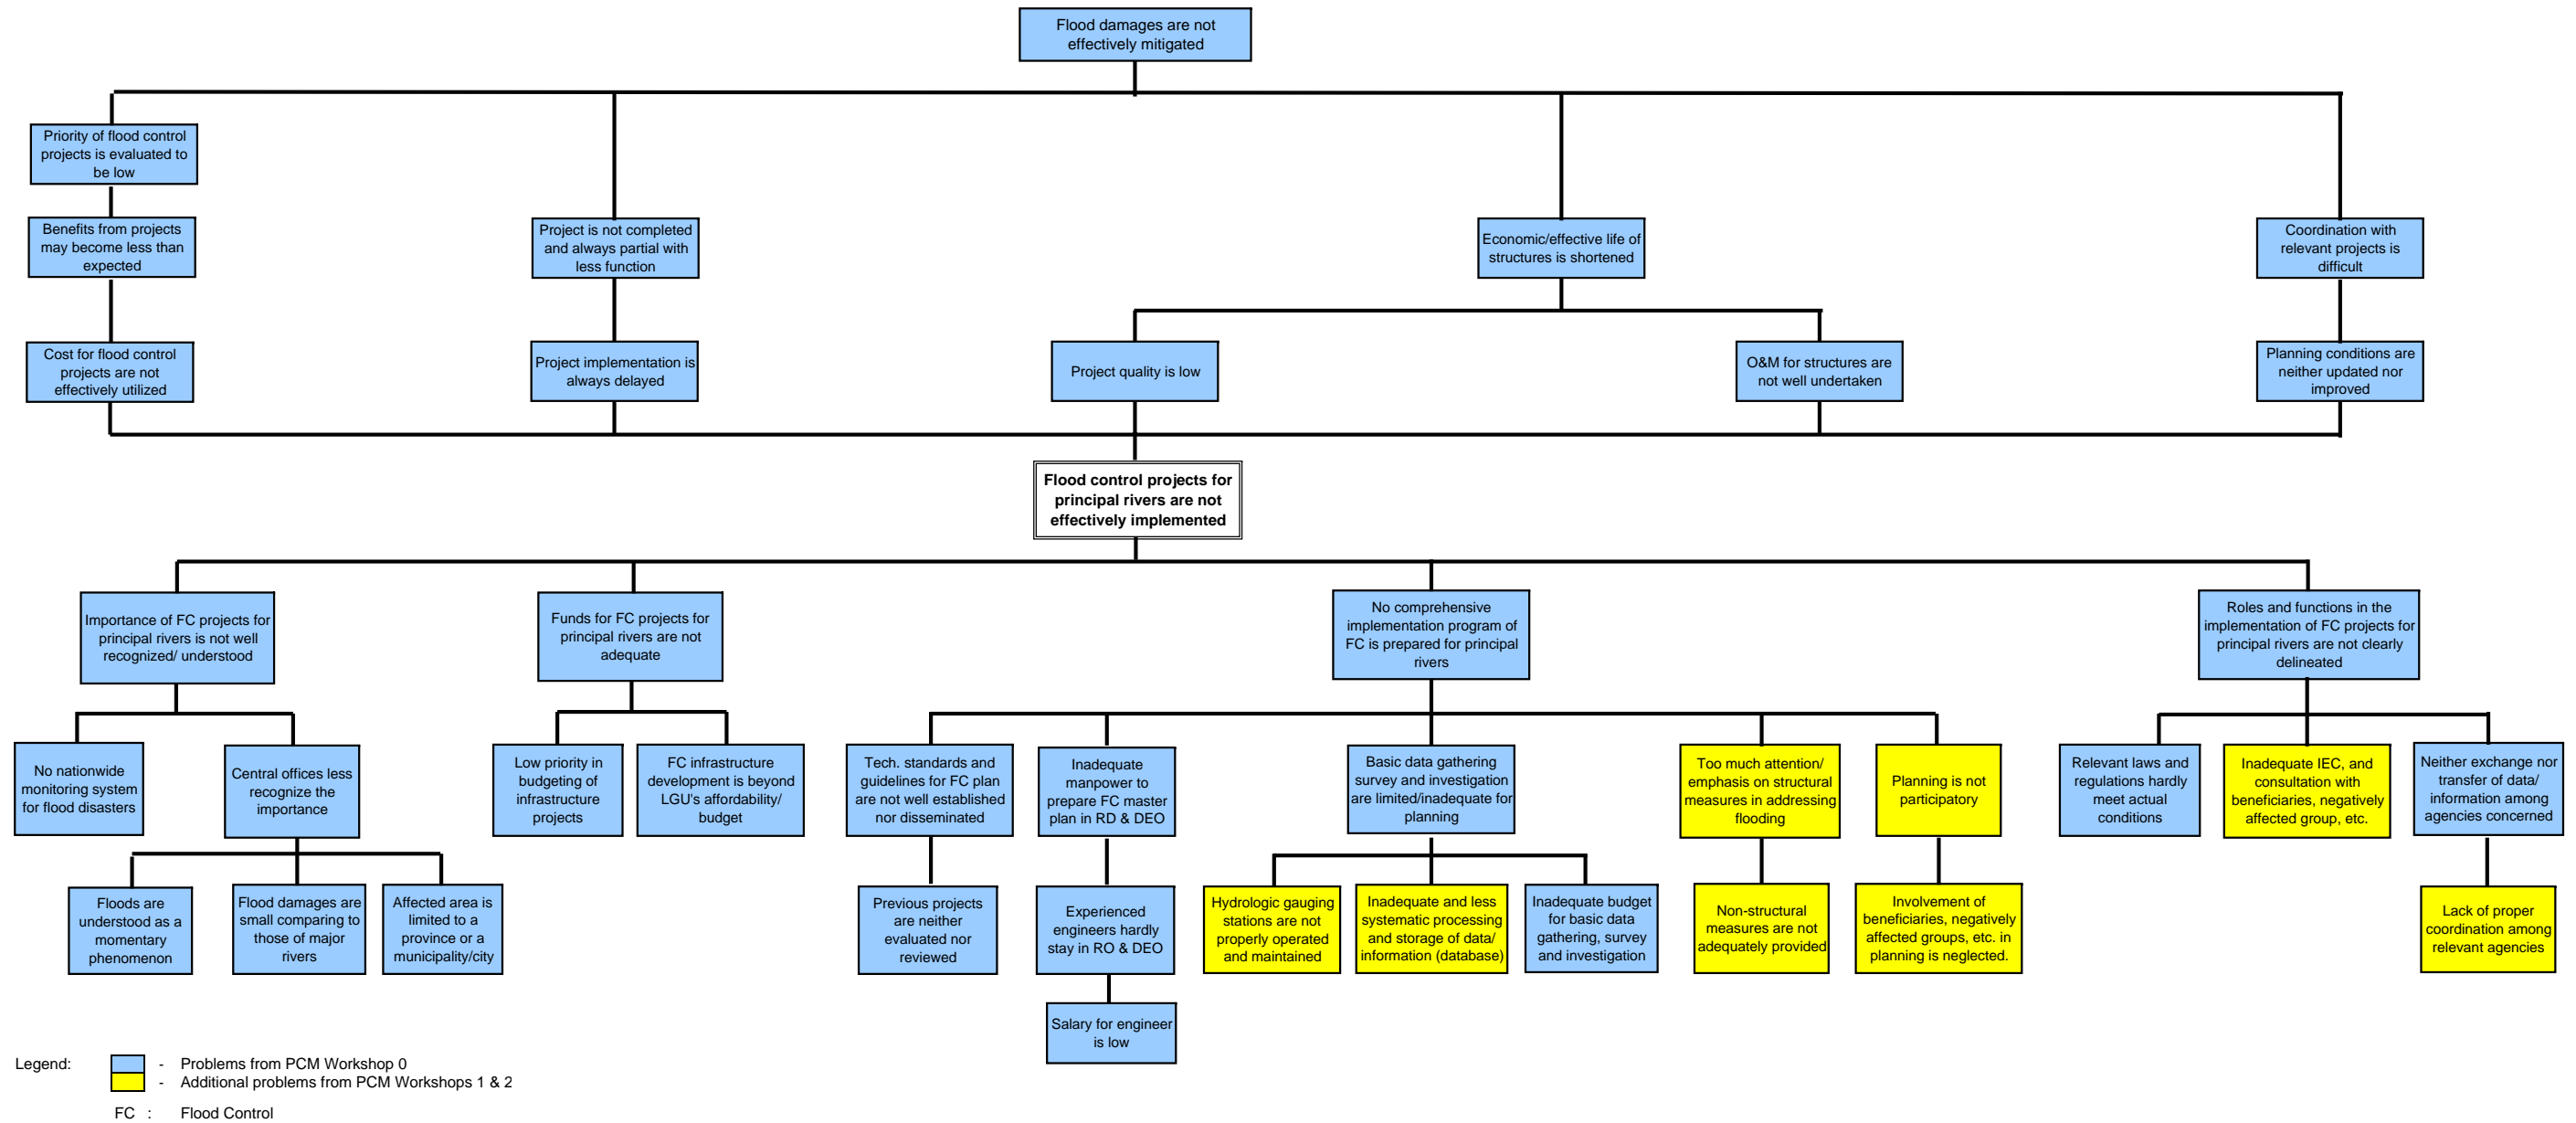 Flood damages are not
effectively mitigated
Priority of flood control
projects is evaluated to
be low
Benefits from projects
may become less than
expected
Project is not completed
and always partial with
less function
Economic/effective life of
structures is shortened
Coordination with
relevant projects is
difficult
Cost for flood control
projects are not
effectively utilized
Project implementation is
always delayed
Project quality is low
O&M for structures are
not well undertaken
Planning conditions are
neither updated nor
improved
Flood control projects for
principal rivers are not
effectively implemented
Importance of FC projects for
principal rivers is not well
recognized/ understood
Funds for FC projects for
principal rivers are not
adequate
No comprehensive
implementation program of
FC is prepared for principal
rivers
Roles and functions in the
implementation of FC projects for
principal rivers are not clearly
delineated
No nationwide
monitoring system
for flood disasters
Central offices less
recognize the
importance
Low priority in
budgeting of
infrastructure
projects
FC infrastructure
development is beyond
LGU's affordability/
budget
Tech. standards and
guidelines for FC plan
are not well established
nor disseminated
Inadequate
manpower to
prepare FC master
plan in RD & DEO
Basic data gathering
survey and investigation
are limited/inadequate for
planning
Too much attention/
emphasis on structural
measures in addressing
flooding
Planning is not
participatory
Relevant laws and
regulations hardly
meet actual
conditions
Inadequate IEC, and
consultation with
beneficiaries, negatively
affected group, etc.
Neither exchange nor
transfer of data/
information among
agencies concerned
Floods are
understood as a
momentary
phenomenon
Flood damages are
small comparing to
those of major
rivers
Affected area is
limited to a
province or a
municipality/city
Previous projects
are neither
evaluated nor
reviewed
Experienced
engineers hardly
stay in RO & DEO
Hydrologic gauging
stations are not
properly operated
and maintained
Inadequate and less
systematic processing
and storage of data/
information (database)
Inadequate budget
for basic data
gathering, survey
and investigation
Non-structural
measures are not
adequately provided
Involvement of
beneficiaries, negatively
affected groups, etc. in
planning is neglected.
Lack of proper
coordination among
relevant agencies
Salary for engineer
is low
Legend:
- Problems from PCM Workshop 0
- Additional problems from PCM Workshops 1 & 2
FC : Flood Control